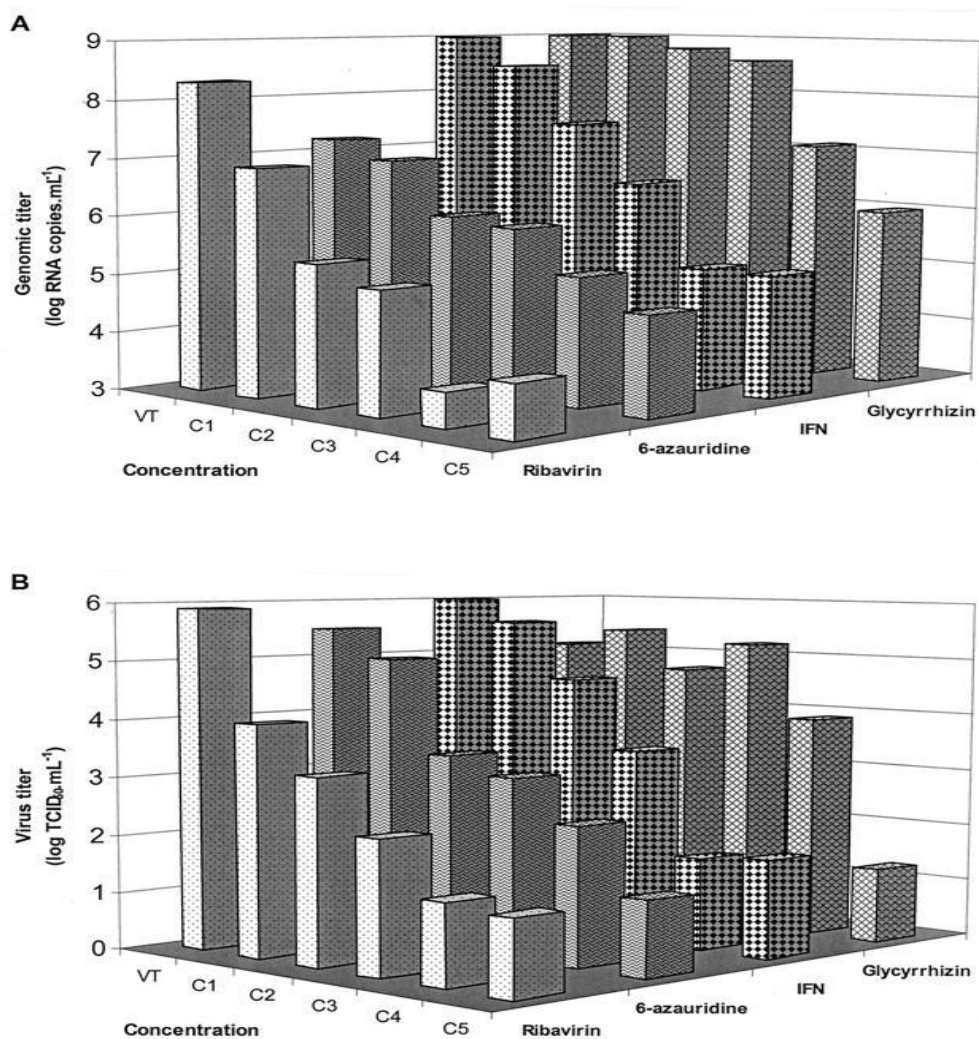 A
9
8
7
6
5
4
3
Genomic titer
(log RNA copies.mL⁻¹)
VT
C1
C2
C3
C4
C5
Concentration
Ribavirin
6-azauridine
IFN
Glycyrrhizin
B
6
5
4
3
2
1
0
Virus titer
(log TCID₅₀.mL⁻¹)
VT
C1
C2
C3
C4
C5
Concentration
Ribavirin
6-azauridine
IFN
Glycyrrhizin